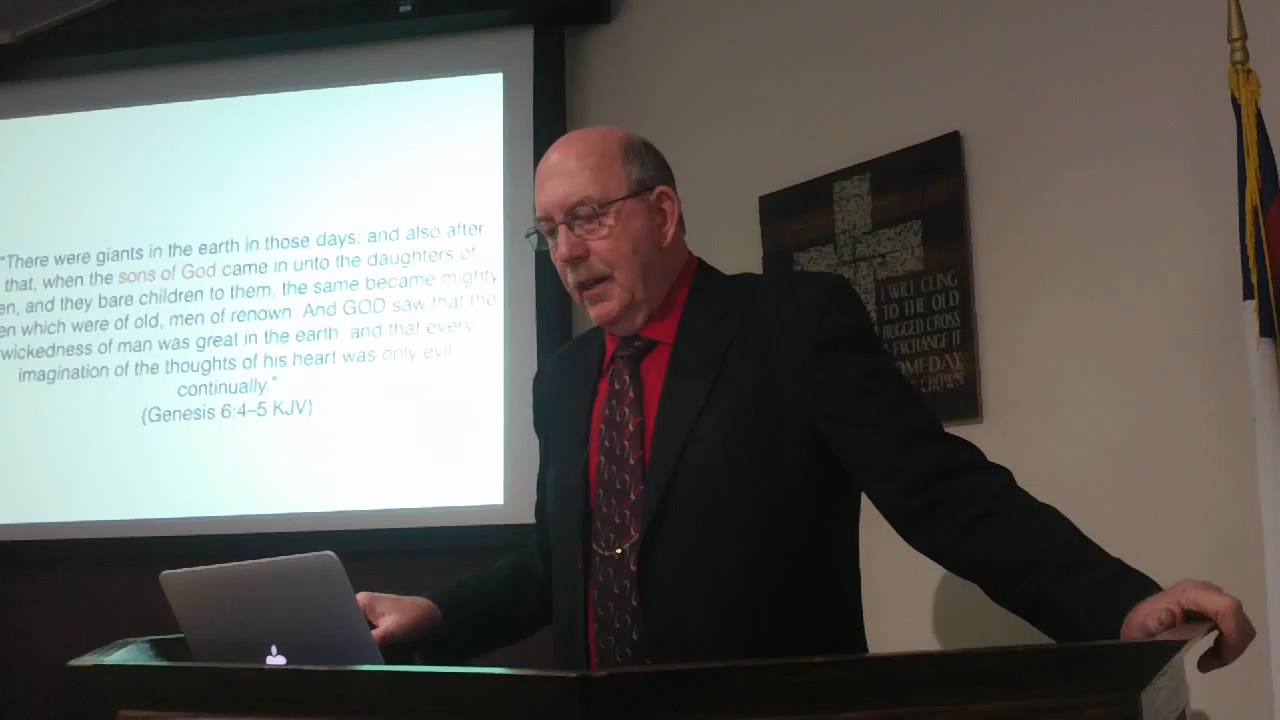 "There were giants in the earth in those days; and also after
that, when the sons of God came in unto the daughters of
en, and they bare children to them, the same became mighty
en which were of old, men of renown. And GOD saw that the
wickedness of man was great in the earth, and that every
imagination of the thoughts of his heart was only evil
continually."
(Genesis 6:4–5 KJV)
I WILL CLING
TO THE OLD
RUGGED CROSS
EXCHANGE IT
OMEDAY
CROWN